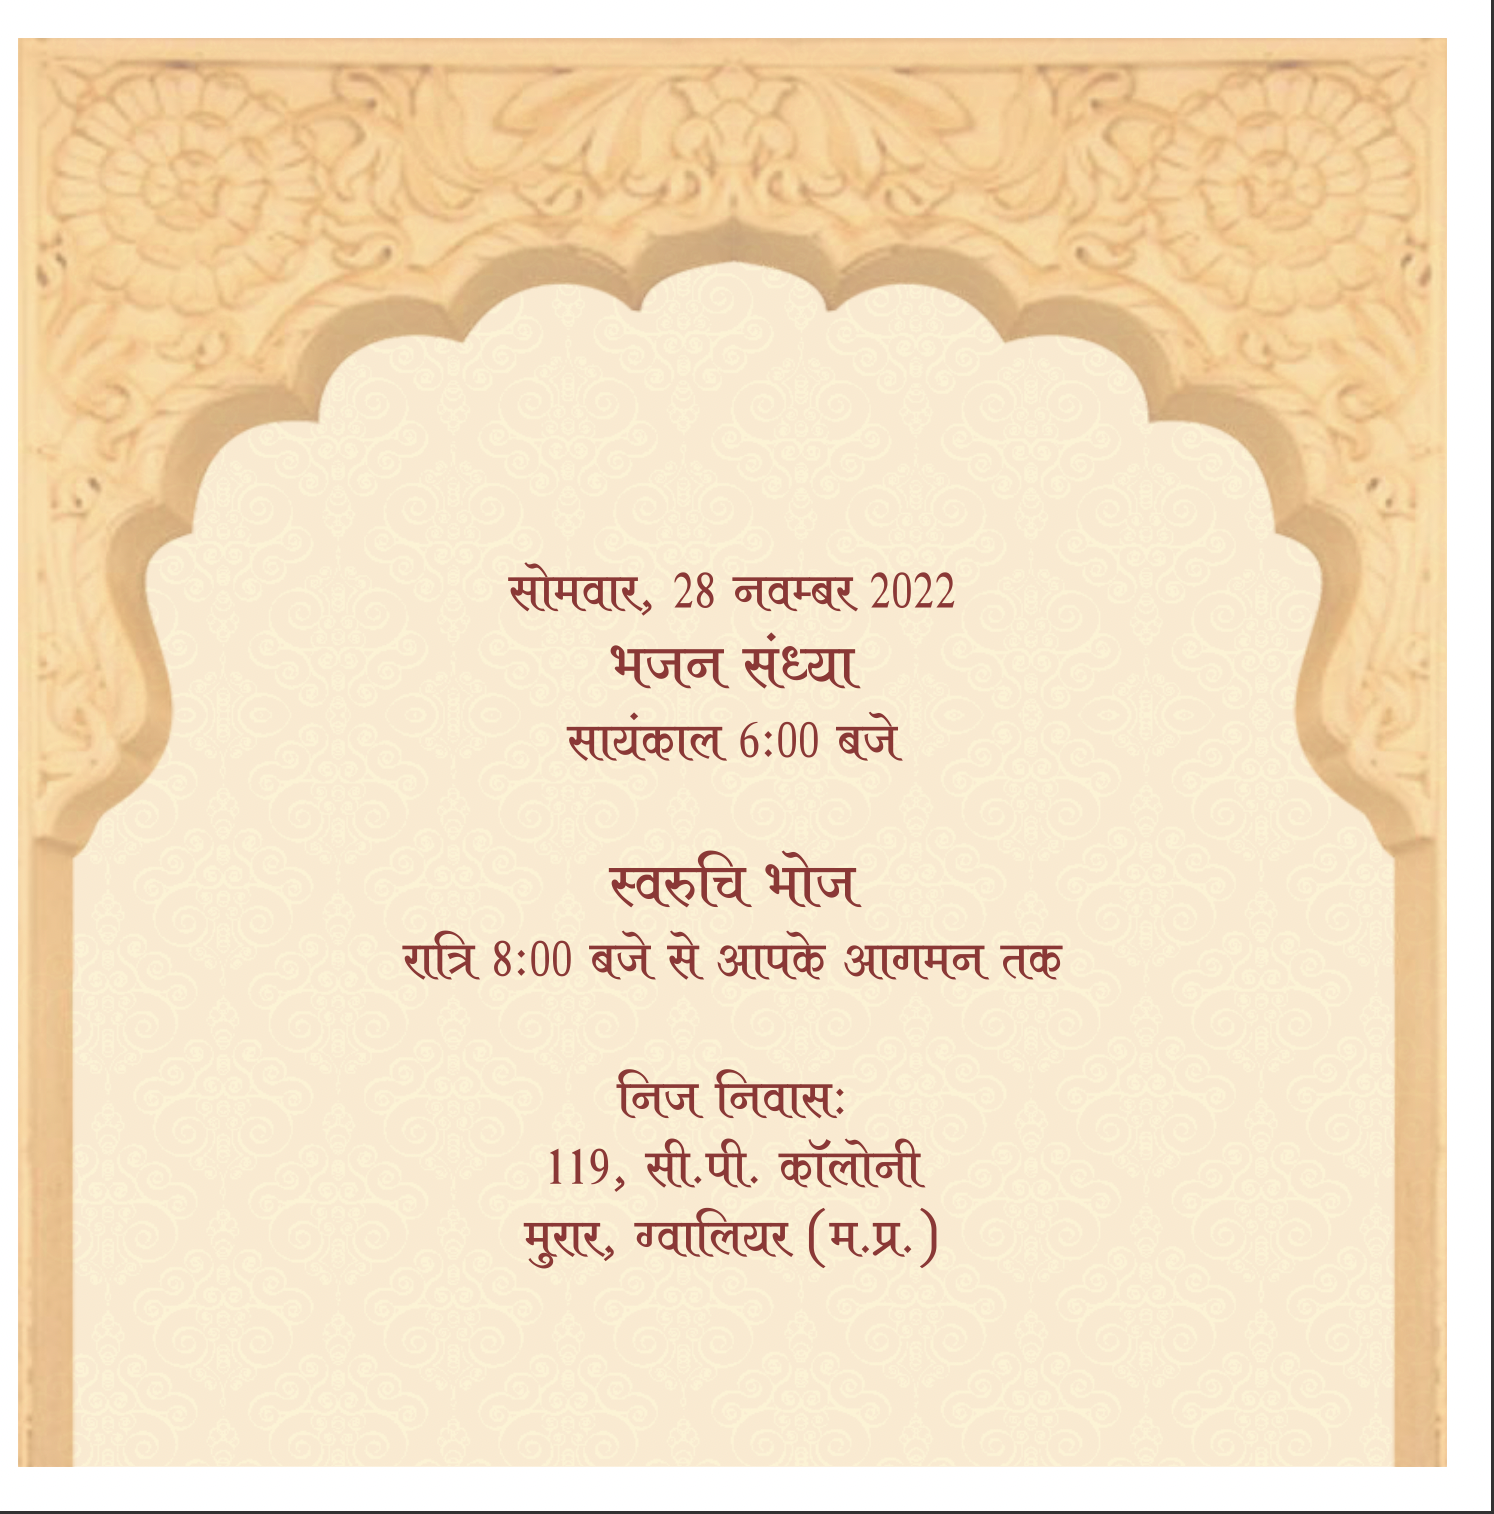 सोमवार, 28 नवम्बर 2022
भजन संध्या
सायंकाल 6:00 बजे
स्वरुचि भोज
रात्रि 8:00 बजे से आपके आगमन तक
निज निवासः
119, सी.पी. कॉलोनी
मुरार, ग्वालियर (म.प्र.)